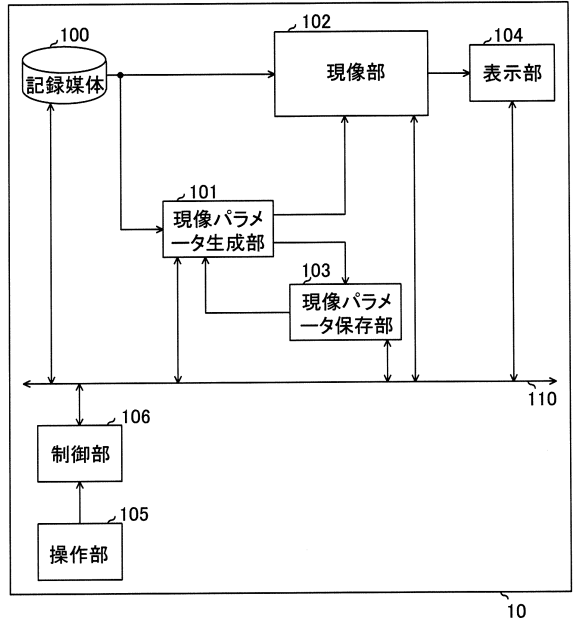 100
記録媒体
102
現像部
104
表示部
101
現像パラメ
ータ生成部
103
現像パラメ
ータ保存部
110
106
制御部
105
操作部
10